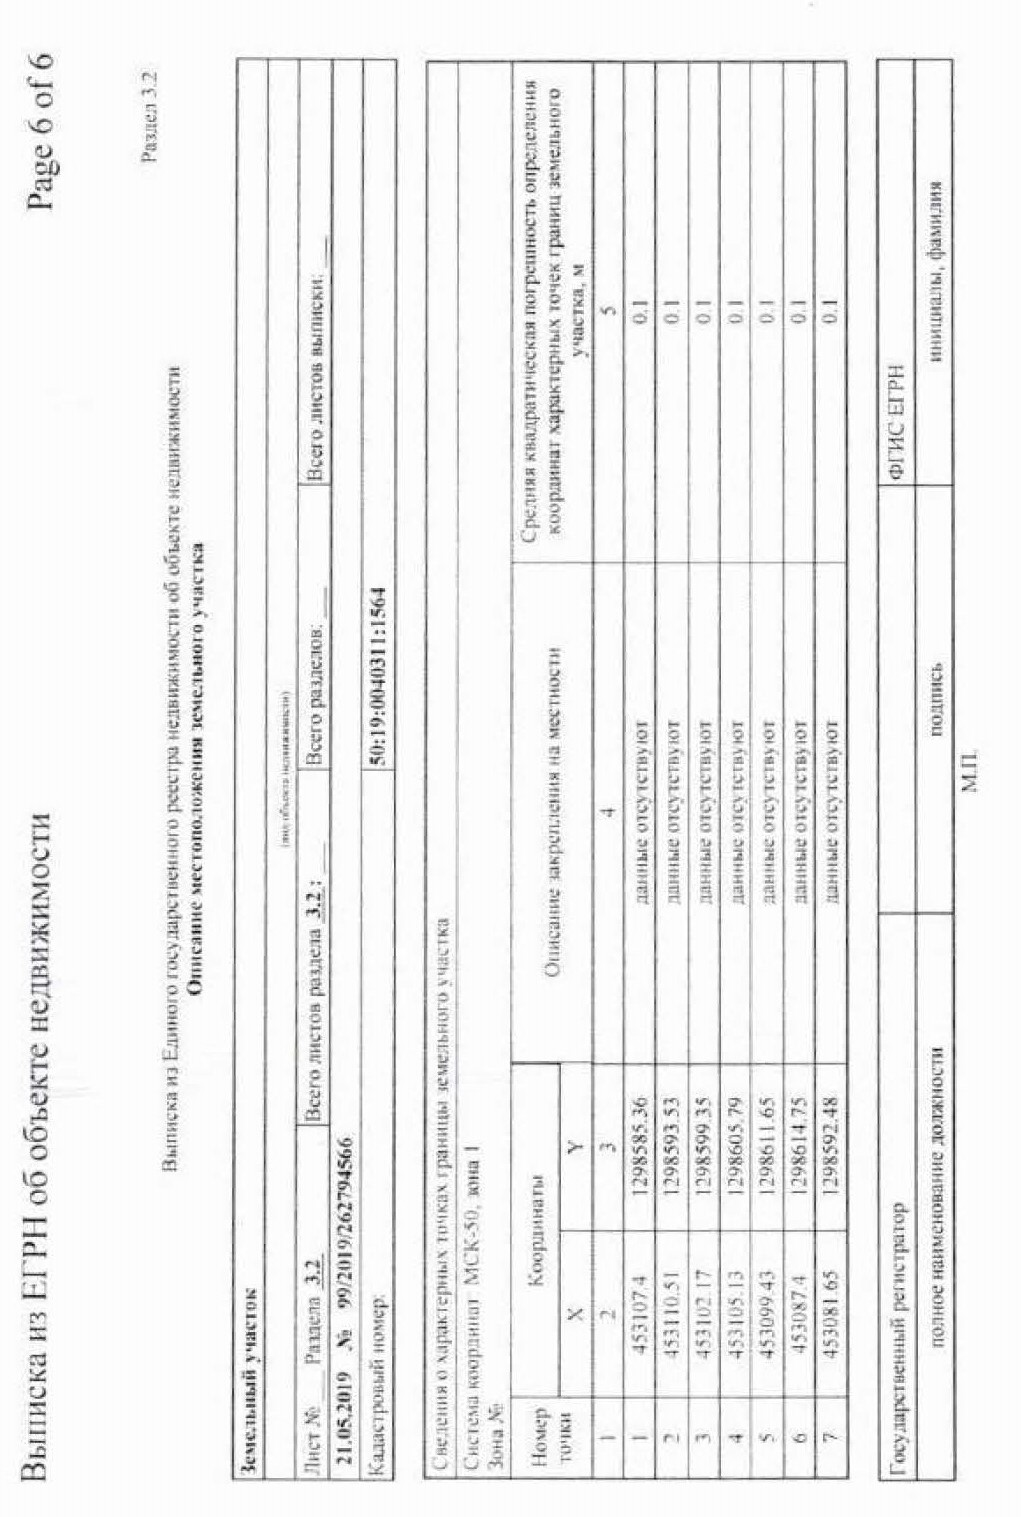 Выписка из ЕГРН об объекте недвижимости Page 6 of 6
Раздел 3.2
Выписка из Единого государственного реестра недвижимости об объекте недвижимости
Описание местоположения земельного участка
Земельный участок
(вид объекта недвижимости)
Лист № ___ Раздела 3.2 Всего листов раздела 3.2 : ___ Всего разделов: ___ Всего листов выписки: ___
21.05.2019 № 99/2019/262794566
Кадастровый номер: 50:19:0040311:1564
Сведения о характерных точках границы земельного участка
Система координат: МСК-50, зона 1
Зона №
Номер точки Координаты Описание закрепления на местности Средняя квадратическая погрешность определения координат характерных точек границ земельного участка, м
X Y
1 2 3 4 5
1 453107.4 1298585.36 данные отсутствуют 0.1
2 453110.51 1298593.53 данные отсутствуют 0.1
3 453102.17 1298599.35 данные отсутствуют 0.1
4 453105.13 1298605.79 данные отсутствуют 0.1
5 453099.43 1298611.65 данные отсутствуют 0.1
6 453087.4 1298614.75 данные отсутствуют 0.1
7 453081.65 1298592.48 данные отсутствуют 0.1
Государственный регистратор ФГИС ЕГРН
полное наименование должности подпись инициалы, фамилия
М.П.